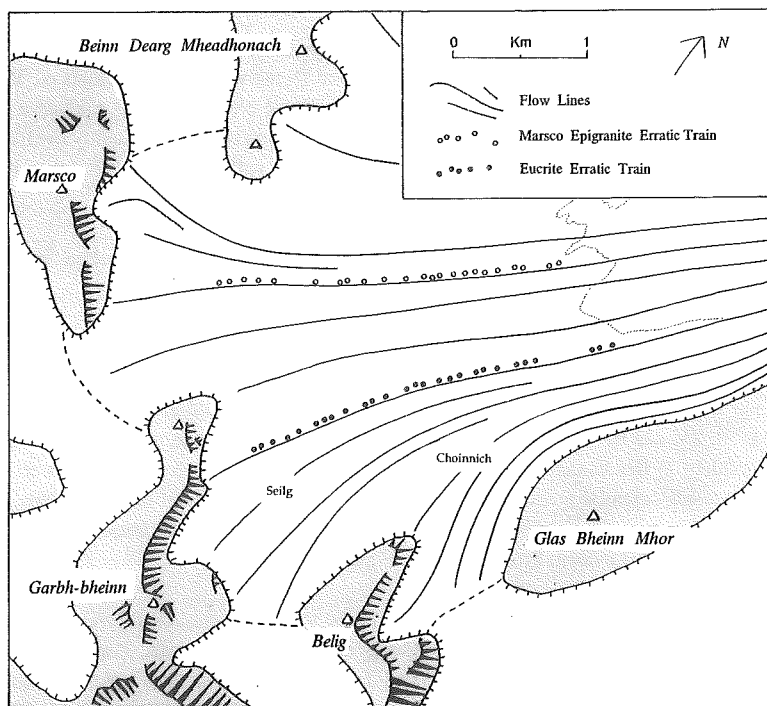 Beinn Dearg Mheadhonach
0 Km 1
N
Flow Lines
Marsco Epigranite Erratic Train
Eucrite Erratic Train
Marsco
Choinnich
Seilg
Glas Bheinn Mhor
Garbh-bheinn
Belig